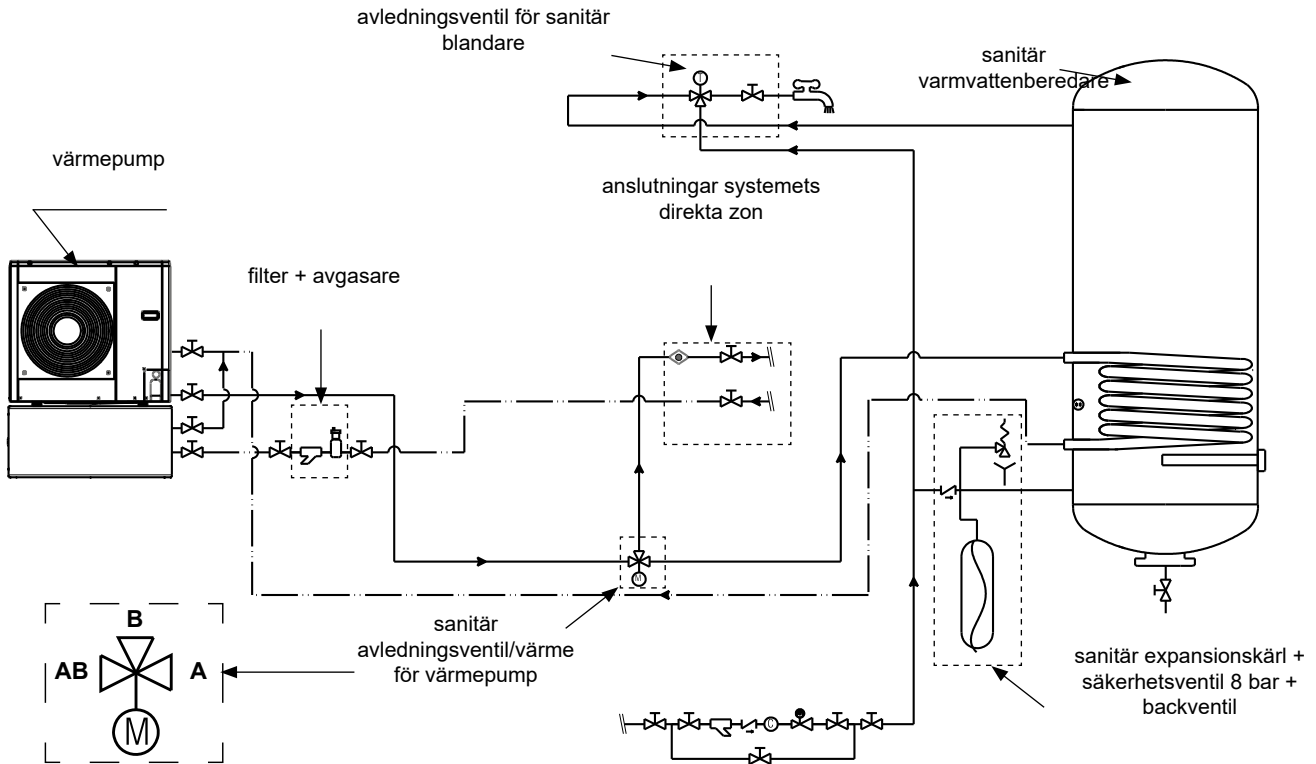 avledningsventil för sanitär
blandare
sanitär
varmvattenberedare
T
värmepump
anslutningar systemets
direkta zon
filter + avgasare
M
sanitär
avledningsventil/värme
för värmepump
B
AB
A
M
sanitär expansionskärl +
säkerhetsventil 8 bar +
backventil
C